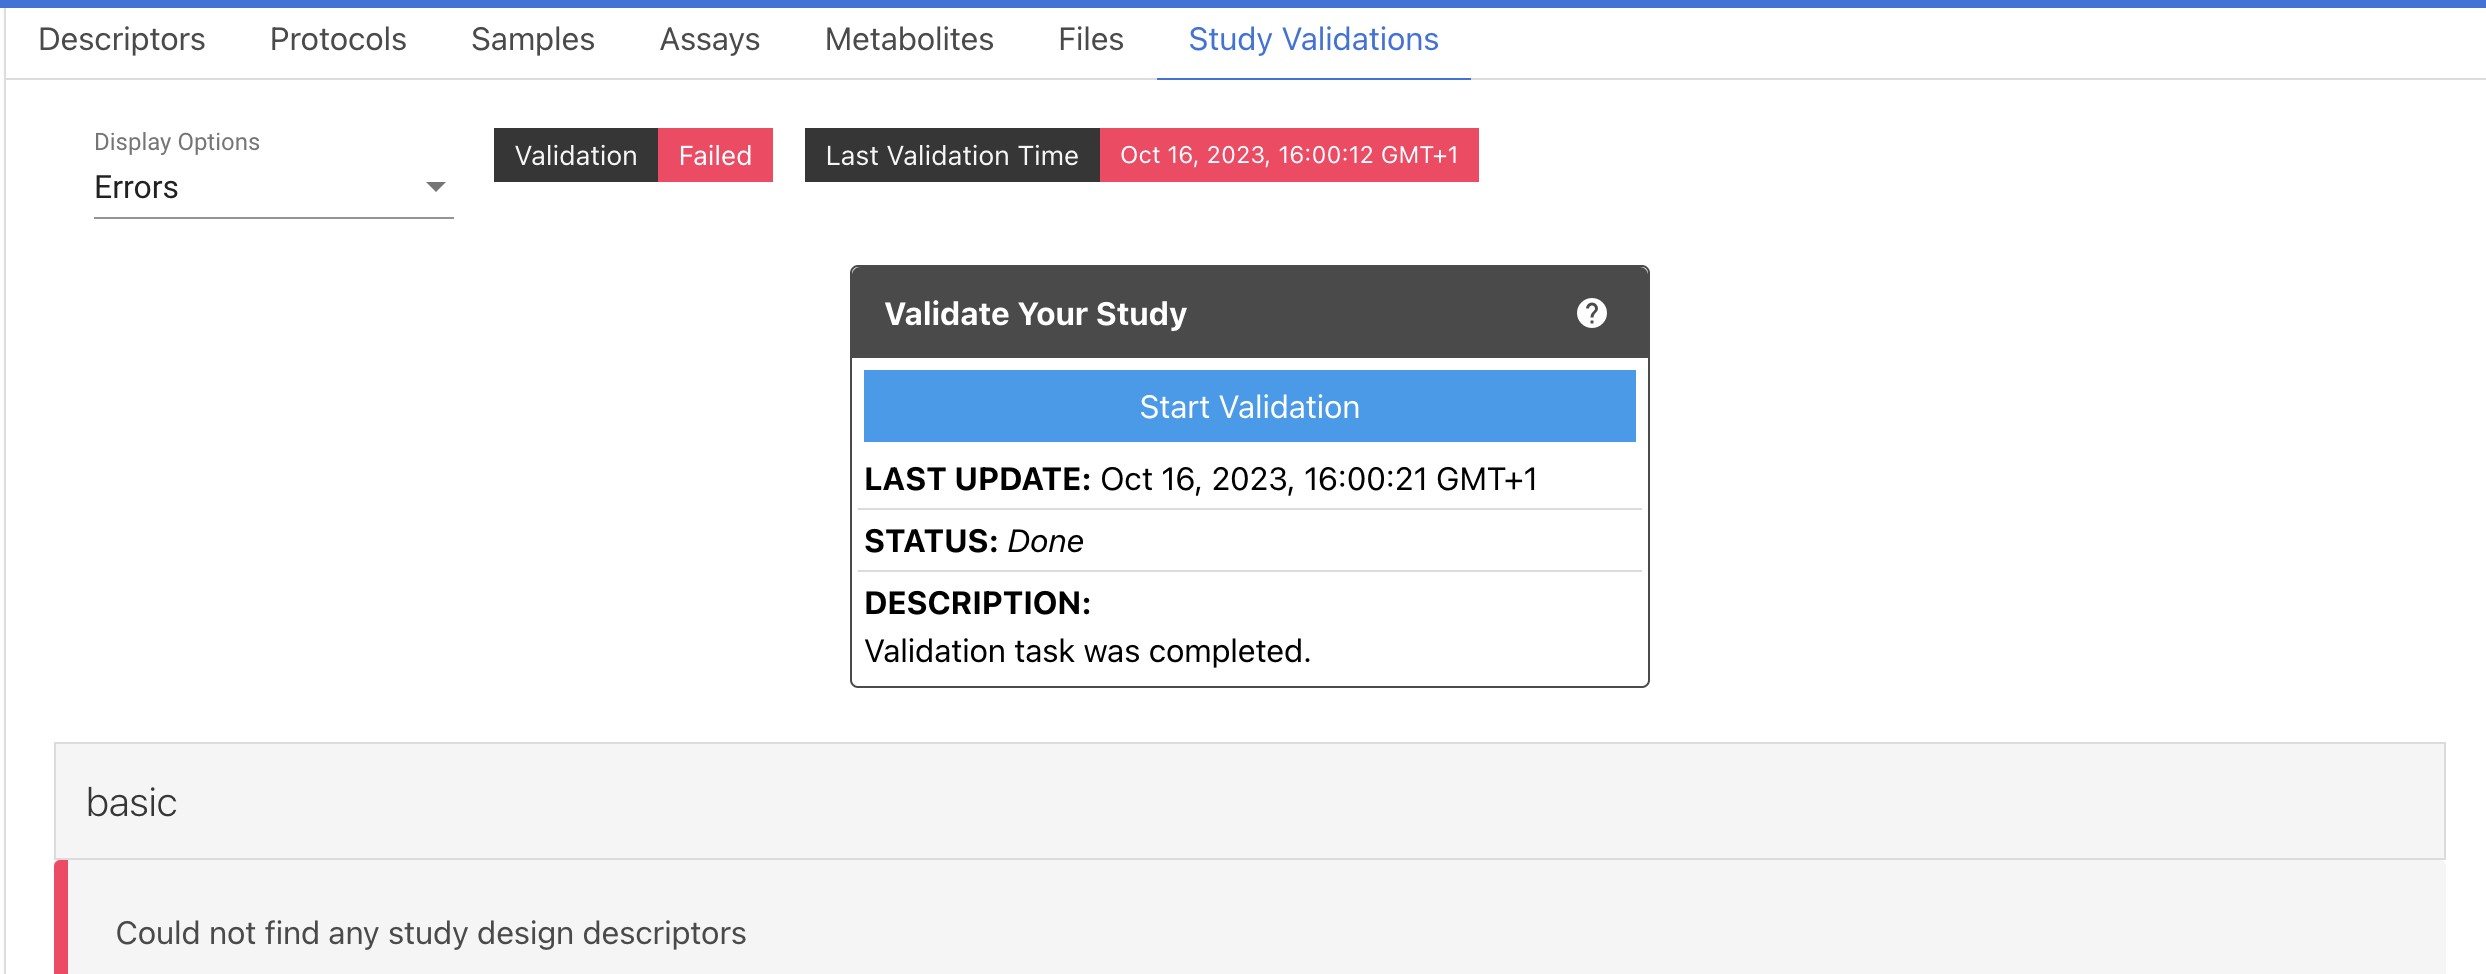 Descriptors Protocols Samples Assays Metabolites Files Study Validations
Display Options
Errors
Validation Failed Last Validation Time Oct 16, 2023, 16:00:12 GMT+1
Validate Your Study ?
Start Validation
LAST UPDATE: Oct 16, 2023, 16:00:21 GMT+1
STATUS: Done
DESCRIPTION:
Validation task was completed.
basic
Could not find any study design descriptors